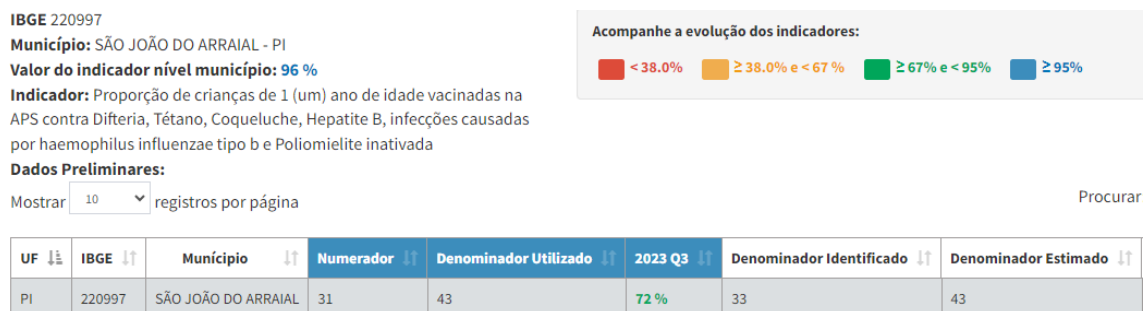 IBGE 220997
Município: SÃO JOÃO DO ARRAIAL - PI
Valor do indicador nível município: 96 %
Indicador: Proporção de crianças de 1 (um) ano de idade vacinadas na
APS contra Difteria, Tétano, Coqueluche, Hepatite B, infecções causadas
por haemophilus influenzae tipo b e Poliomielite inativada
Dados Preliminares:
Mostrar 10 registros por página
Acompanhe a evolução dos indicadores:
< 38.0% ≥ 38.0% e < 67 % ≥ 67% e < 95% ≥ 95%
Procurar
UF IBGE Munícipio Numerador Denominador Utilizado 2023 Q3 Denominador Identificado Denominador Estimado
PI 220997 SÃO JOÃO DO ARRAIAL 31 43 72 % 33 43